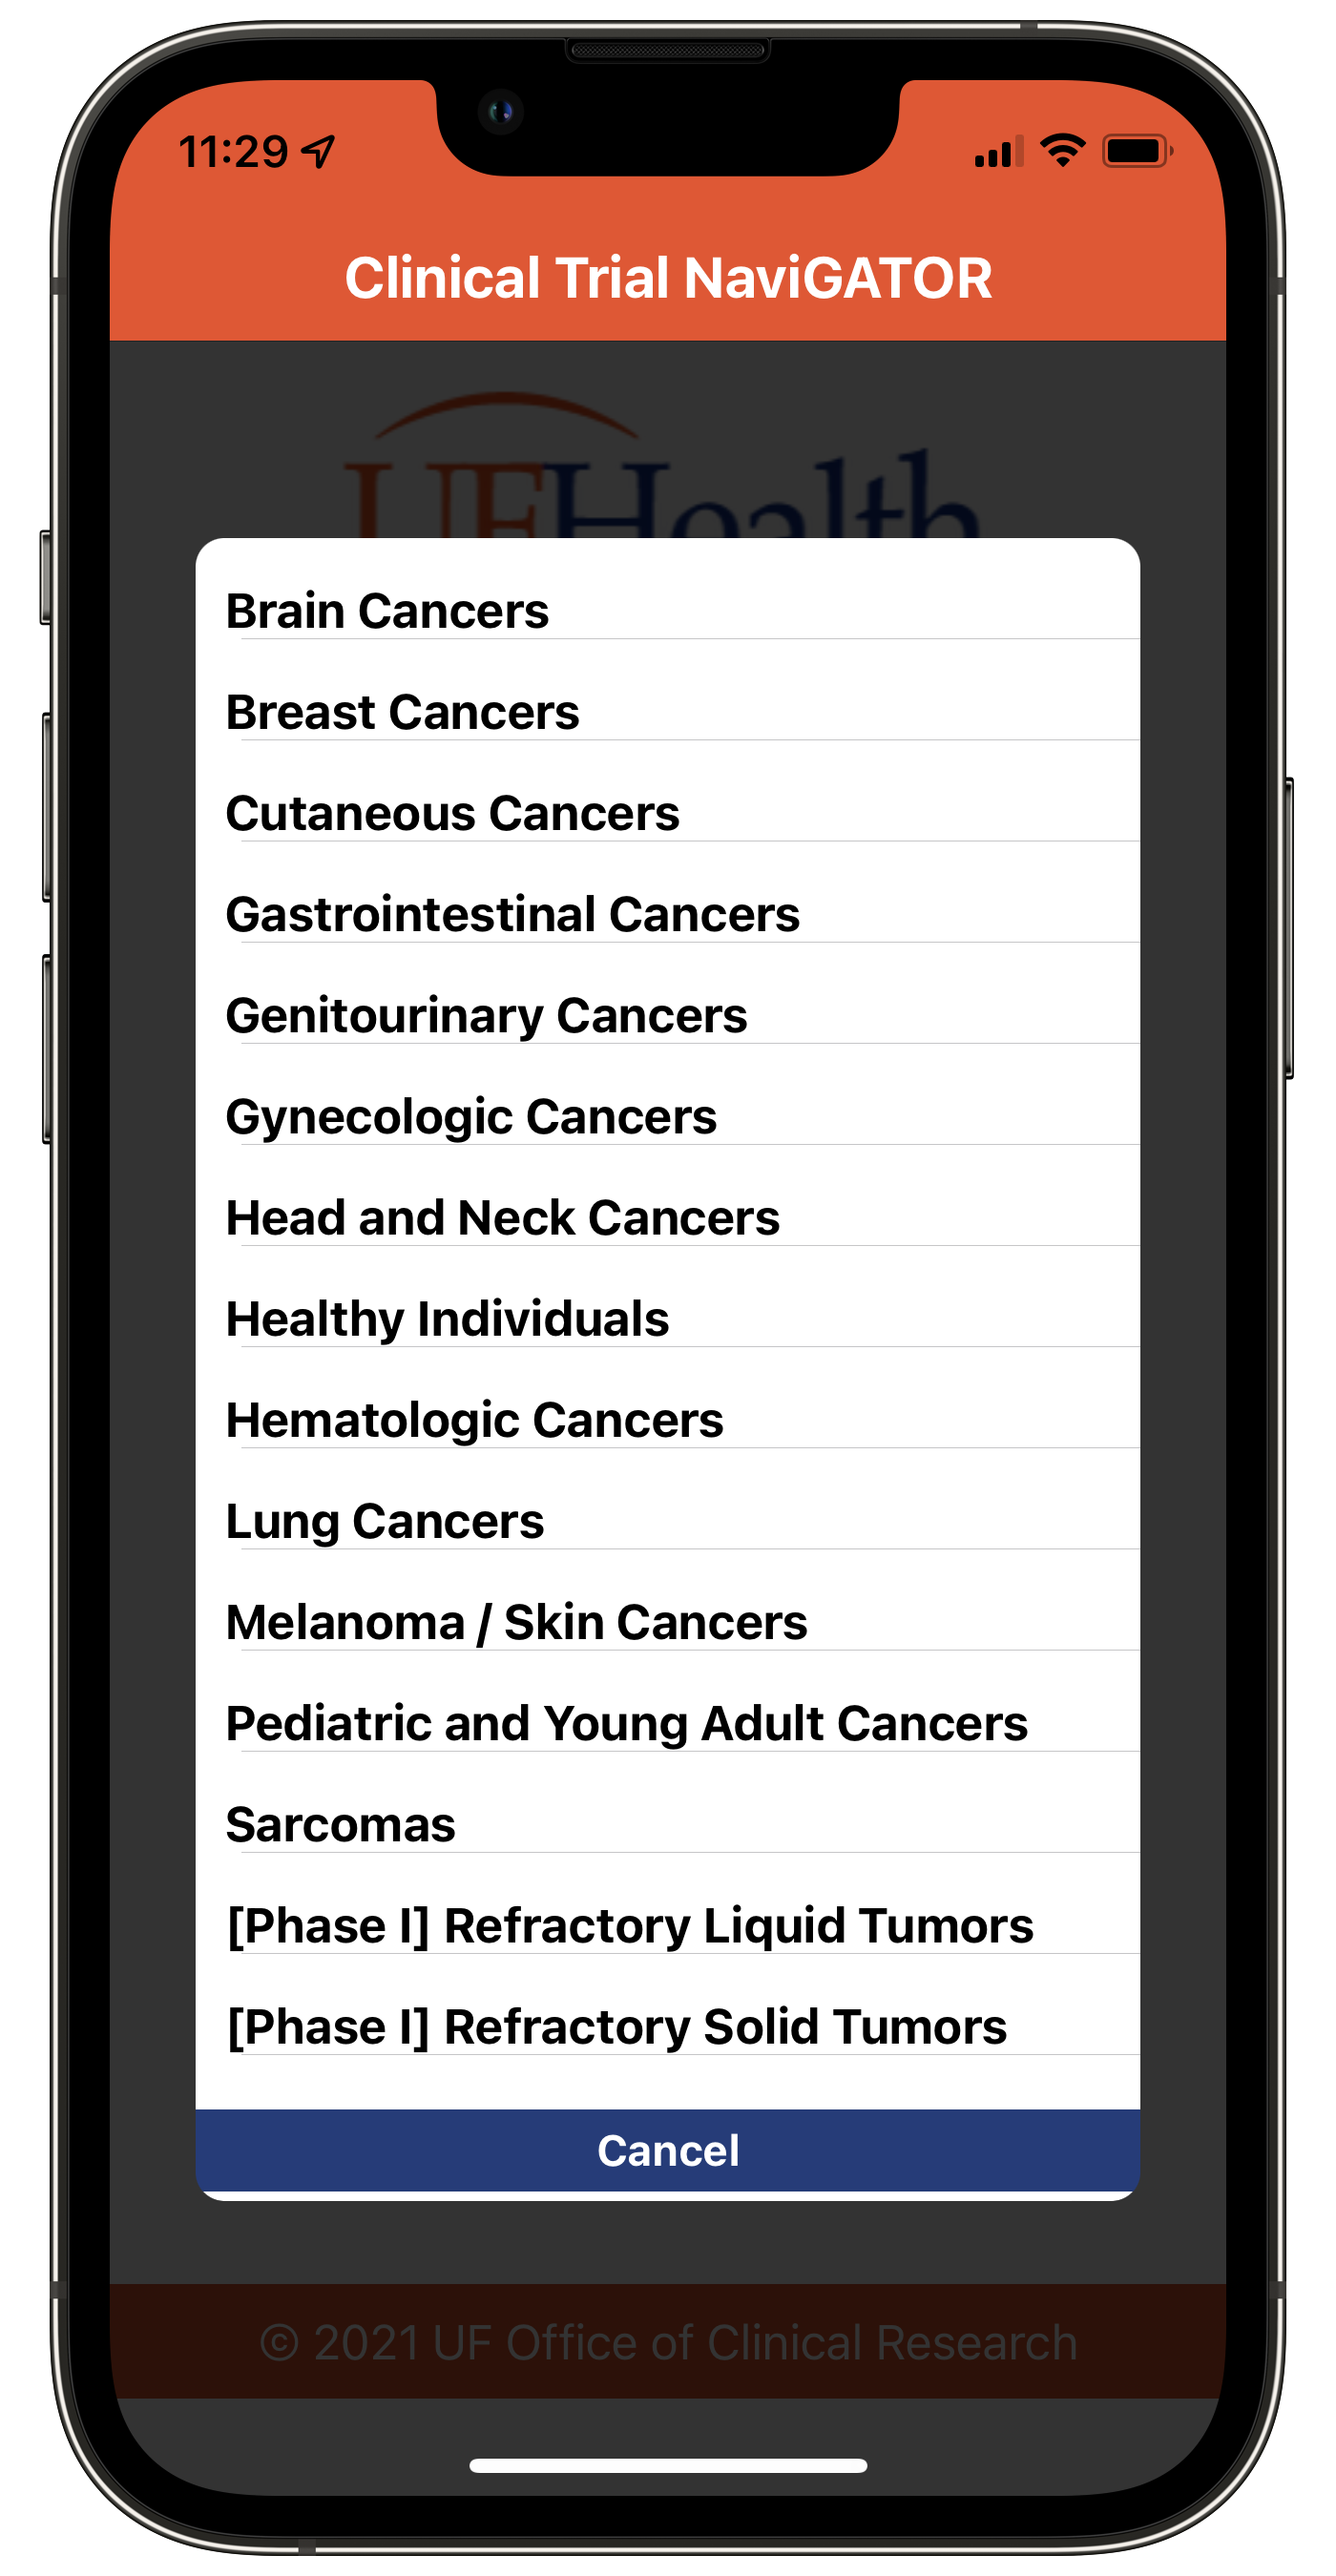 11:29
Clinical Trial NaviGATOR
UFHealth
Brain Cancers
Breast Cancers
Cutaneous Cancers
Gastrointestinal Cancers
Genitourinary Cancers
Gynecologic Cancers
Head and Neck Cancers
Healthy Individuals
Hematologic Cancers
Lung Cancers
Melanoma / Skin Cancers
Pediatric and Young Adult Cancers
Sarcomas
[Phase I] Refractory Liquid Tumors
[Phase I] Refractory Solid Tumors
Cancel
© 2021 UF Office of Clinical Research